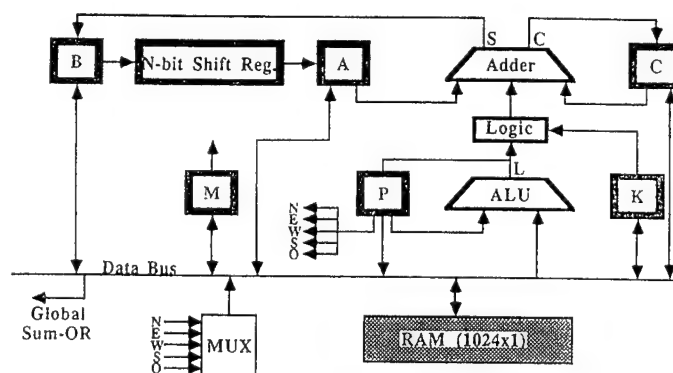 S C
B N-bit Shift Reg. A Adder C
Logic
L
M P ALU K
N
E
W
S
O
Data Bus
Global
Sum-OR
N
E
W
S
O
MUX
RAM (1024x1)